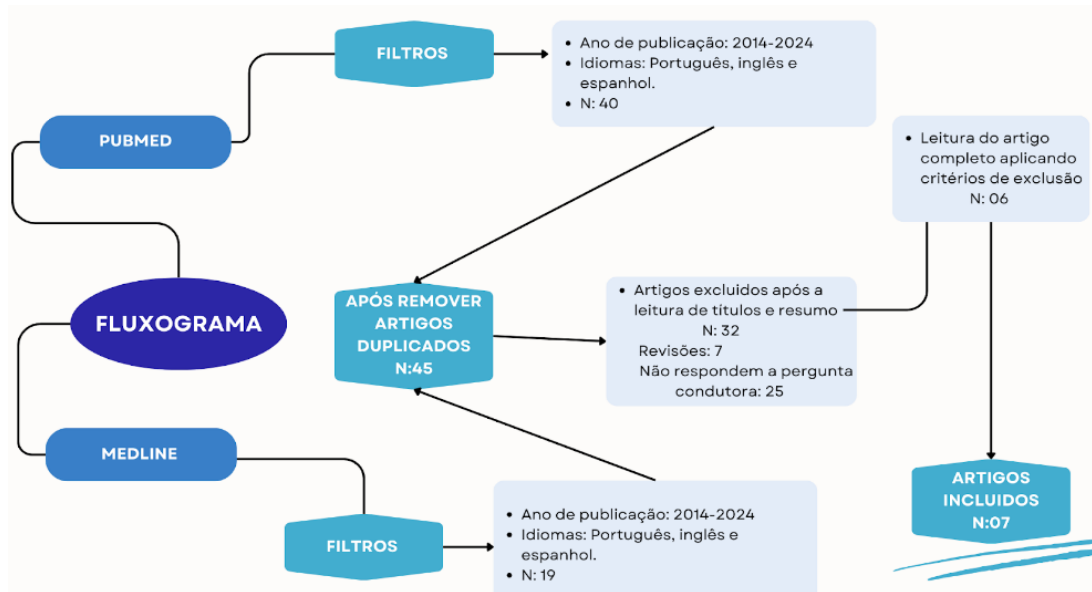 FILTROS
• Ano de publicação: 2014-2024
• Idiomas: Português, inglês e
espanhol.
• N: 40
PUBMED
• Leitura do artigo
completo aplicando
critérios de exclusão
N: 06
FLUXOGRAMA
APÓS REMOVER
ARTIGOS
DUPLICADOS
N:45
• Artigos excluidos após a
leitura de títulos e resumo
N: 32
Revisões: 7
Não respondem a pergunta
condutora: 25
MEDLINE
FILTROS
• Ano de publicação: 2014-2024
• Idiomas: Português, inglês e
espanhol.
• N: 19
ARTIGOS
INCLUIDOS
N:07